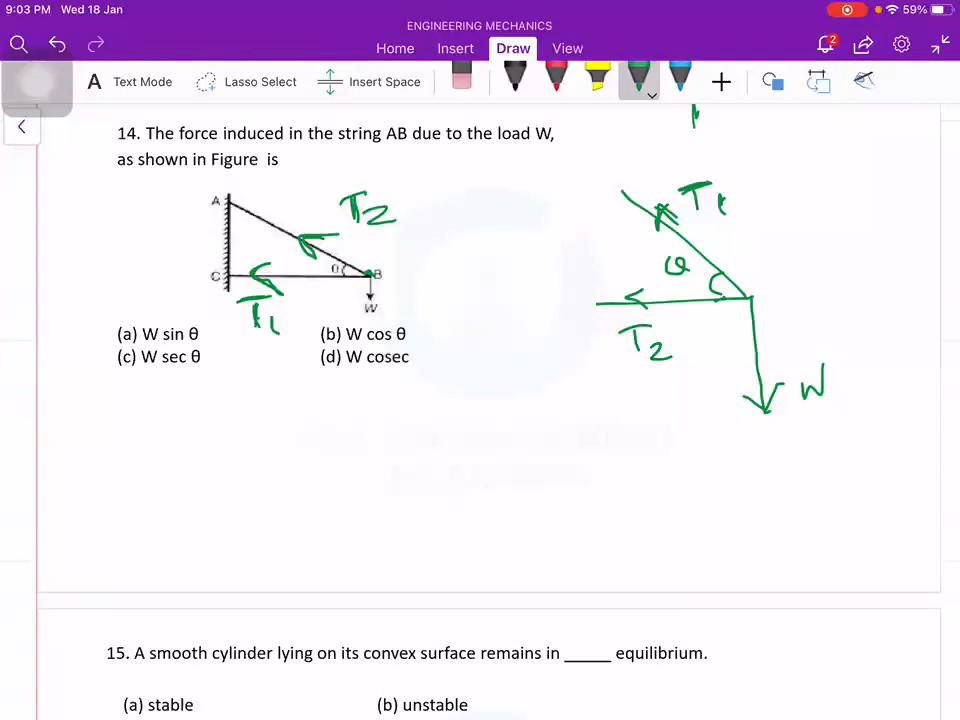 9:03 PM Wed 18 Jan
59%
ENGINEERING MECHANICS
Home Insert Draw View
2
A Text Mode Lasso Select Insert Space
14. The force induced in the string AB due to the load W,
as shown in Figure is
A
T2
T1
θ
C
θ
B
W
T1
T2
W
(a) W sin θ (b) W cos θ
(c) W sec θ (d) W cosec
15. A smooth cylinder lying on its convex surface remains in _____ equilibrium.
(a) stable (b) unstable